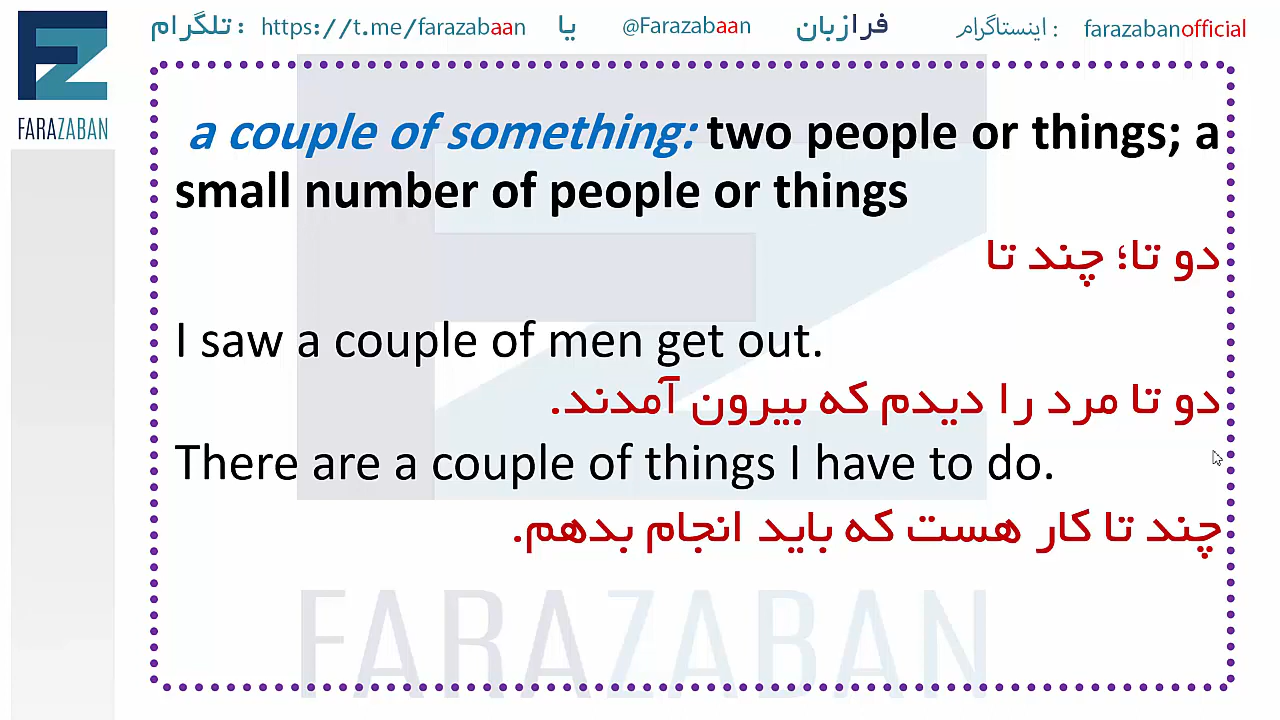 تلگرام : https://t.me/farazabaan یا @Farazabaan فرازبان اینستاگرام : farazabanofficial
FARAZABAN
a couple of something: two people or things; a
small number of people or things
دو تا؛ چند تا
I saw a couple of men get out.
دو تا مرد را دیدم که بیرون آمدند.
There are a couple of things I have to do.
چند تا کار هست که باید انجام بدهم.
FARAZABAN